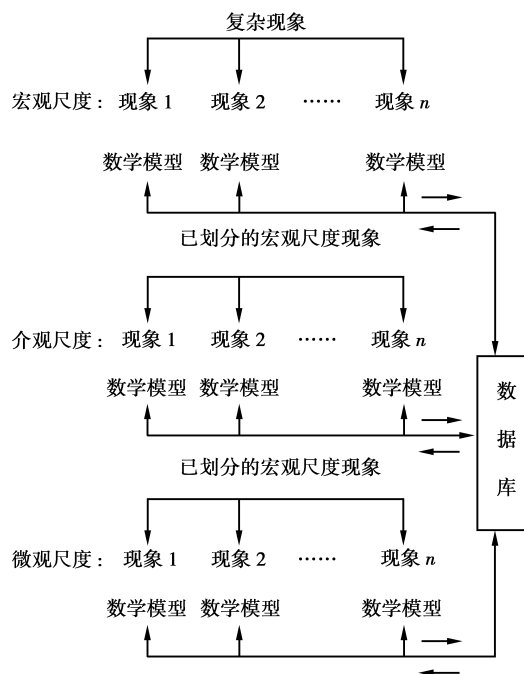 复杂现象
宏观尺度： 现象 1 现象 2 …… 现象 n
数学模型 数学模型 数学模型
已划分的宏观尺度现象
介观尺度： 现象 1 现象 2 …… 现象 n
数学模型 数学模型 数学模型
已划分的宏观尺度现象
微观尺度： 现象 1 现象 2 …… 现象 n
数学模型 数学模型 数学模型
数
据
库